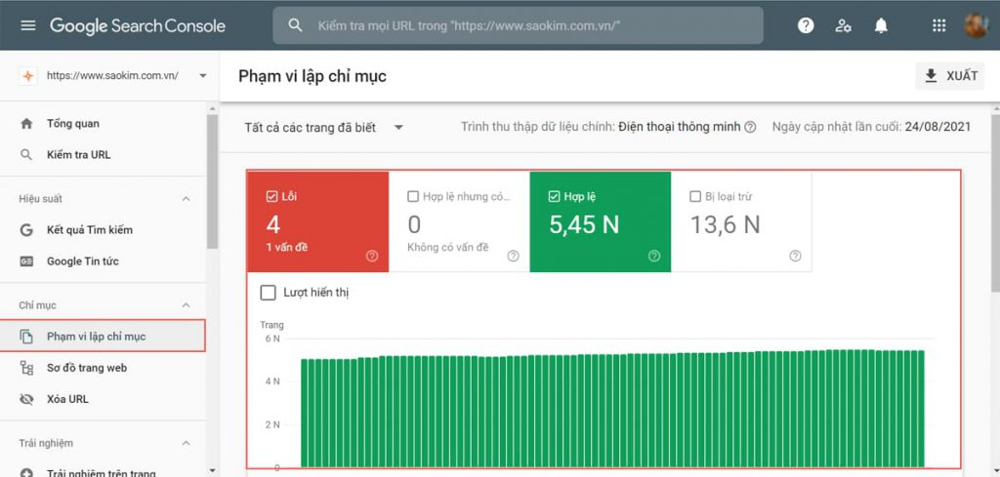 Google Search Console
Kiểm tra mọi URL trong "https://www.saokim.com.vn/"
https://www.saokim.com.vn/
Phạm vi lập chỉ mục
XUẤT
Tổng quan
Kiểm tra URL
Hiệu suất
Kết quả Tìm kiếm
Google Tin tức
Chỉ mục
Phạm vi lập chỉ mục
Sơ đồ trang web
Xóa URL
Trải nghiệm
Trải nghiệm trên trang
Tất cả các trang đã biết
Trình thu thập dữ liệu chính: Điện thoại thông minh
Ngày cập nhật lần cuối: 24/08/2021
Lỗi
4
1 vấn đề
Hợp lệ nhưng có...
0
Không có vấn đề
Hợp lệ
5,45 N
Bị loại trừ
13,6 N
Lượt hiển thị
Trang
6 N
4 N
2 N
0